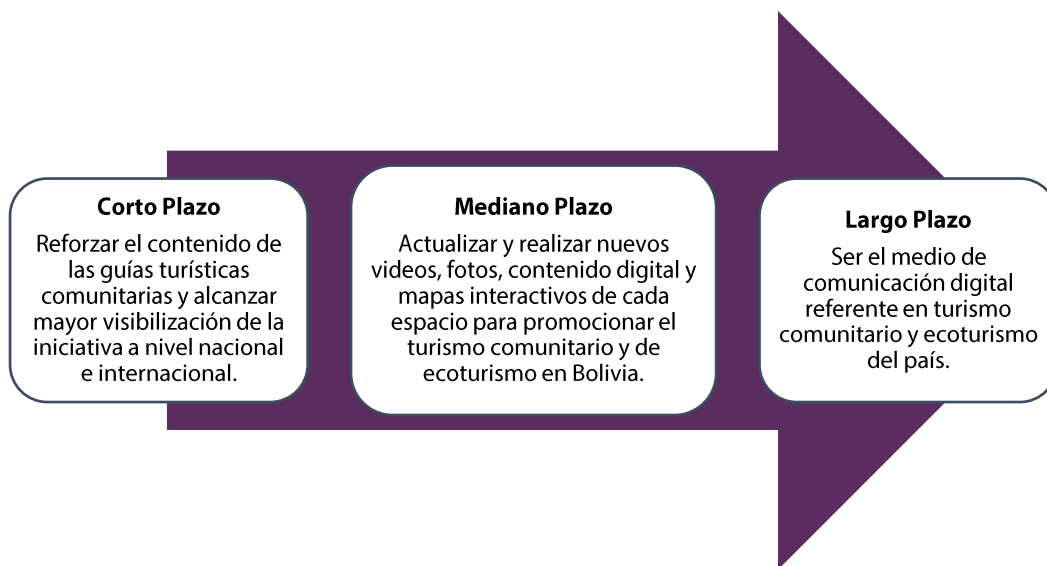 Corto Plazo
Reforzar el contenido de
las guías turísticas
comunitarias y alcanzar
mayor visibilización de la
iniciativa a nivel nacional
e internacional.
Mediano Plazo
Actualizar y realizar nuevos
videos, fotos, contenido digital y
mapas interactivos de cada
espacio para promocionar el
turismo comunitario y de
ecoturismo en Bolivia.
Largo Plazo
Ser el medio de
comunicación digital
referente en turismo
comunitario y ecoturismo
del país.